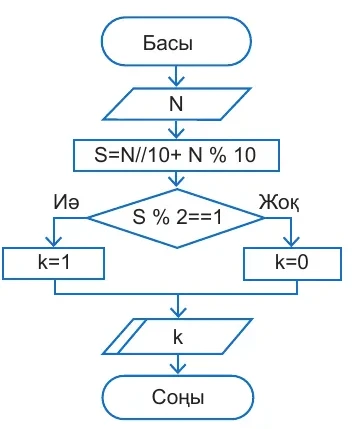 Басы
N
S=N//10+ N % 10
Иә
Жоқ
S % 2==1
k=1
k=0
k
Соңы